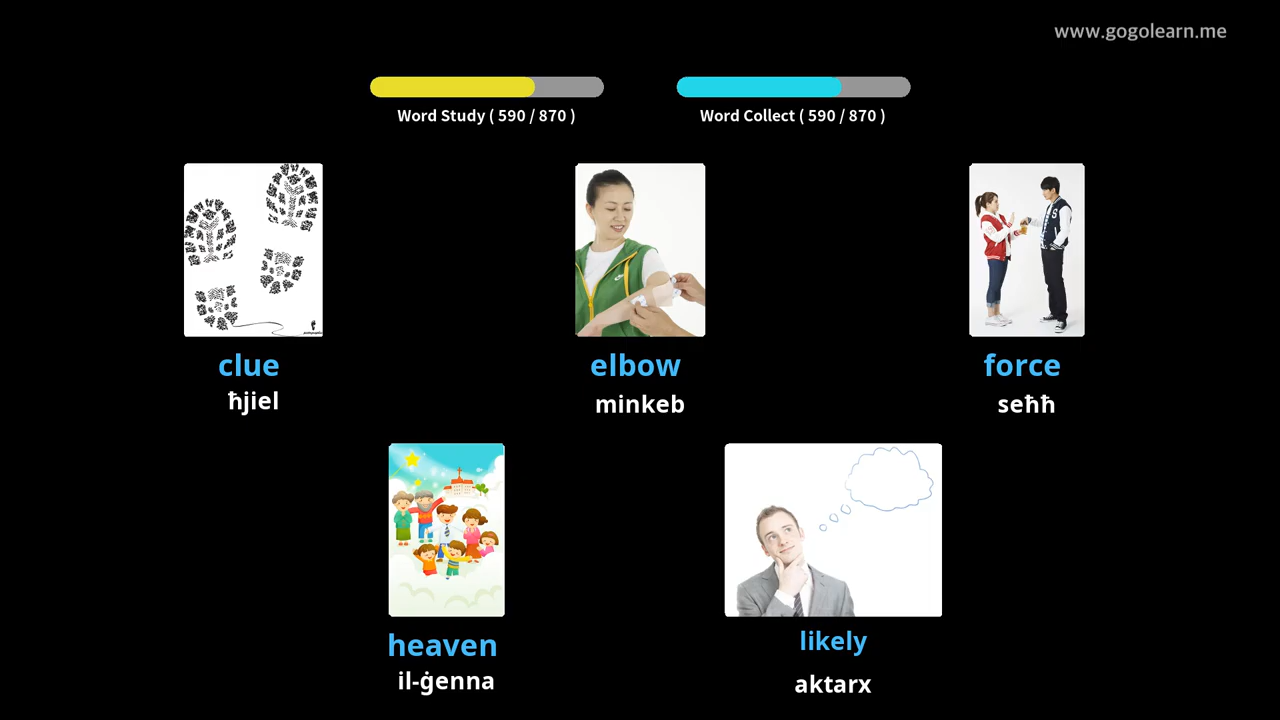 www.gogolearn.me
Word Study ( 590 / 870 )
Word Collect ( 590 / 870 )
clue
elbow
force
ħjiel
minkeb
seħħ
heaven
likely
il-ġenna
aktarx